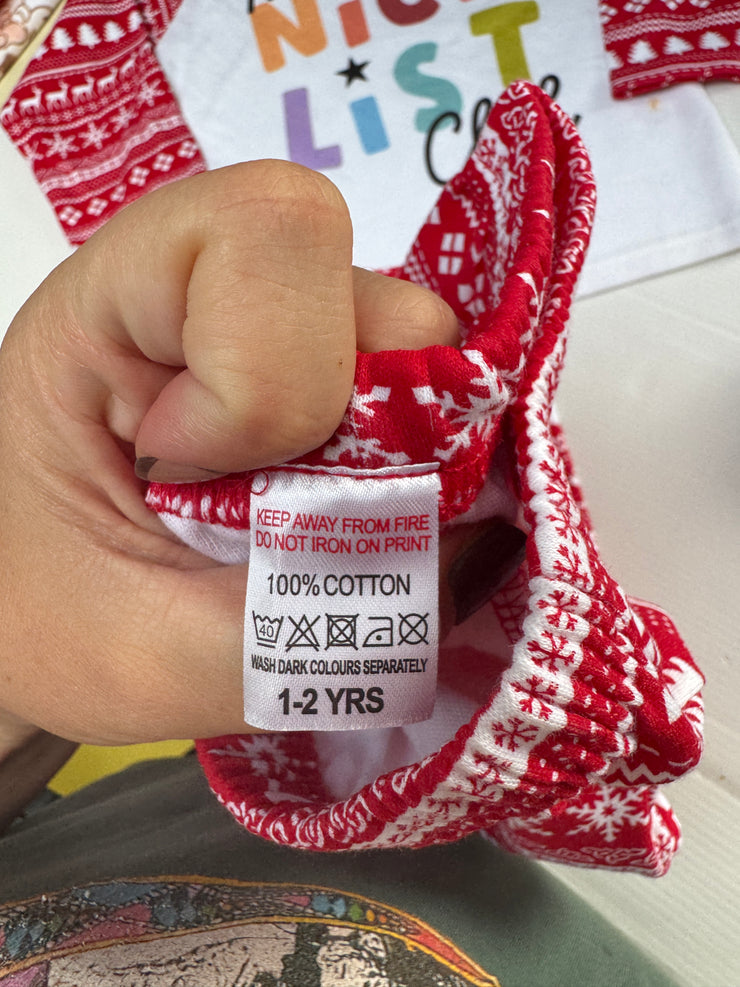 NICE
LIST
KEEP AWAY FROM FIRE
DO NOT IRON ON PRINT
100% COTTON
40
WASH DARK COLOURS SEPARATELY
1-2 YRS